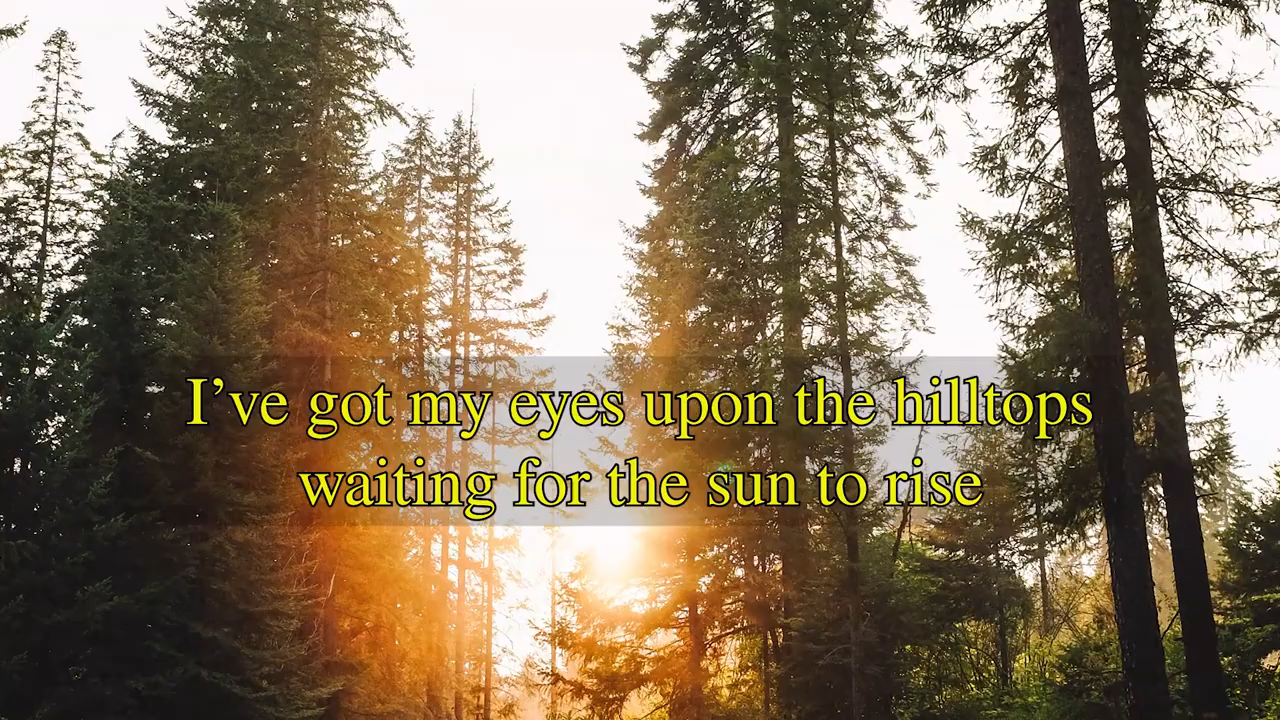 I’ve got my eyes upon the hilltops
waiting for the sun to rise